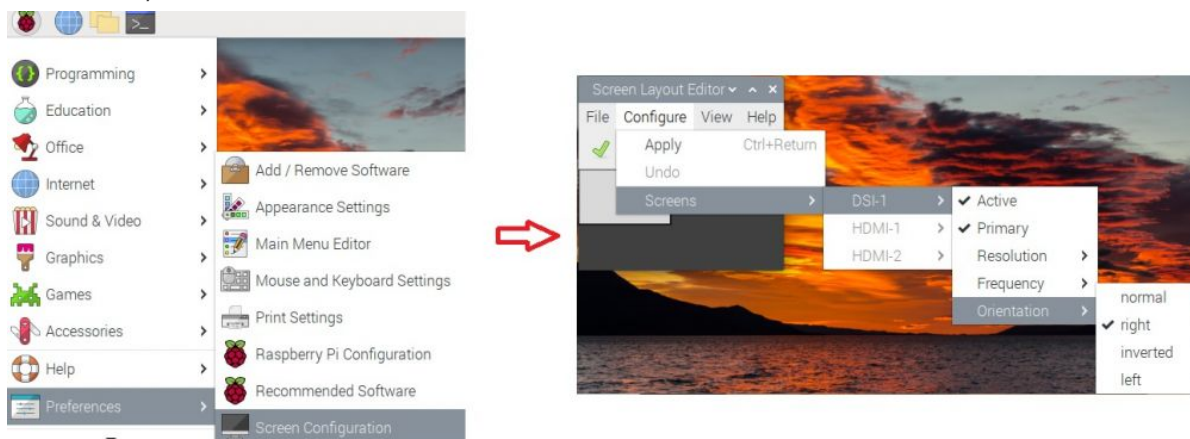 Programming
Education
Office
Internet
Sound & Video
Graphics
Games
Accessories
Help
Preferences
Add / Remove Software
Appearance Settings
Main Menu Editor
Mouse and Keyboard Settings
Print Settings
Raspberry Pi Configuration
Recommended Software
Screen Configuration
Screen Layout Editor
File Configure View Help
Apply Ctrl+Return
Undo
Screens
DSI-1
HDMI-1
HDMI-2
Active
Primary
Resolution
Frequency
Orientation
normal
right
inverted
left